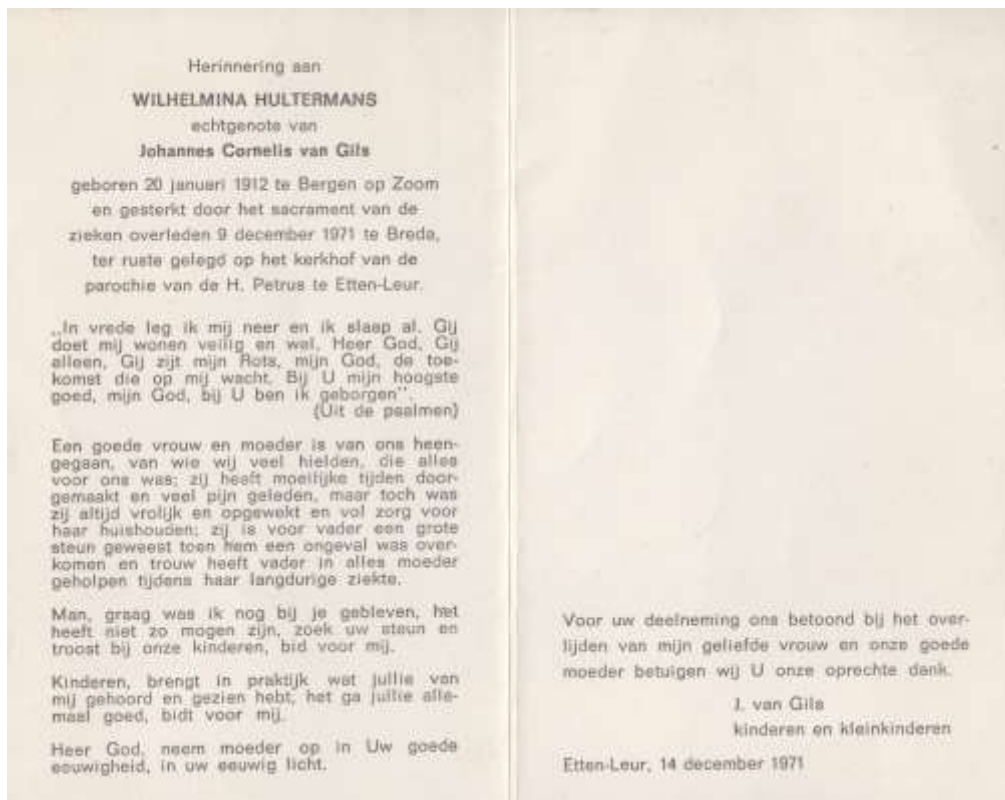 Herinnering aan
WILHELMINA HULTERMANS
echtgenote van
Johannes Cornelis van Gils
geboren 20 januari 1912 te Bergen op Zoom
en gesterkt door het sacrament van de
zieken overleden 9 december 1971 te Breda,
ter ruste gelegd op het kerkhof van de
parochie van de H. Petrus te Etten-Leur.
„In vrede leg ik mij neer en ik slaap al. Gij
doet mij wonen veilig en wel, Heer God, Gij
alleen, Gij zijt mijn Rots, mijn God, de toe-
komst die op mij wacht. Bij U mijn hoogste
goed, mijn God, bij U ben ik geborgen”.
(Uit de psalmen)
Een goede vrouw en moeder is van ons heen-
gegaan, van wie wij veel hielden, die alles
voor ons was; zij heeft moeilijke tijden door-
gemaakt en veel pijn geleden, maar toch was
zij altijd vrolijk en opgewekt en vol zorg voor
haar huishouden; zij is voor vader een grote
steun geweest toen hem een ongeval was over-
komen en trouw heeft vader in alles moeder
geholpen tijdens haar langdurige ziekte.
Man, graag was ik nog bij je gebleven, het
heeft niet zo mogen zijn, zoek uw steun en
troost bij onze kinderen, bid voor mij.
Kinderen, brengt in praktijk wat jullie van
mij gehoord en gezien hebt, het ga jullie alle-
maal goed, bidt voor mij.
Heer God, neem moeder op in Uw goede
eeuwigheid, in uw eeuwig licht.
Voor uw deelneming ons betoond bij het over-
lijden van mijn geliefde vrouw en onze goede
moeder betuigen wij U onze oprechte dank.
J. van Gils
kinderen en kleinkinderen
Etten-Leur, 14 december 1971